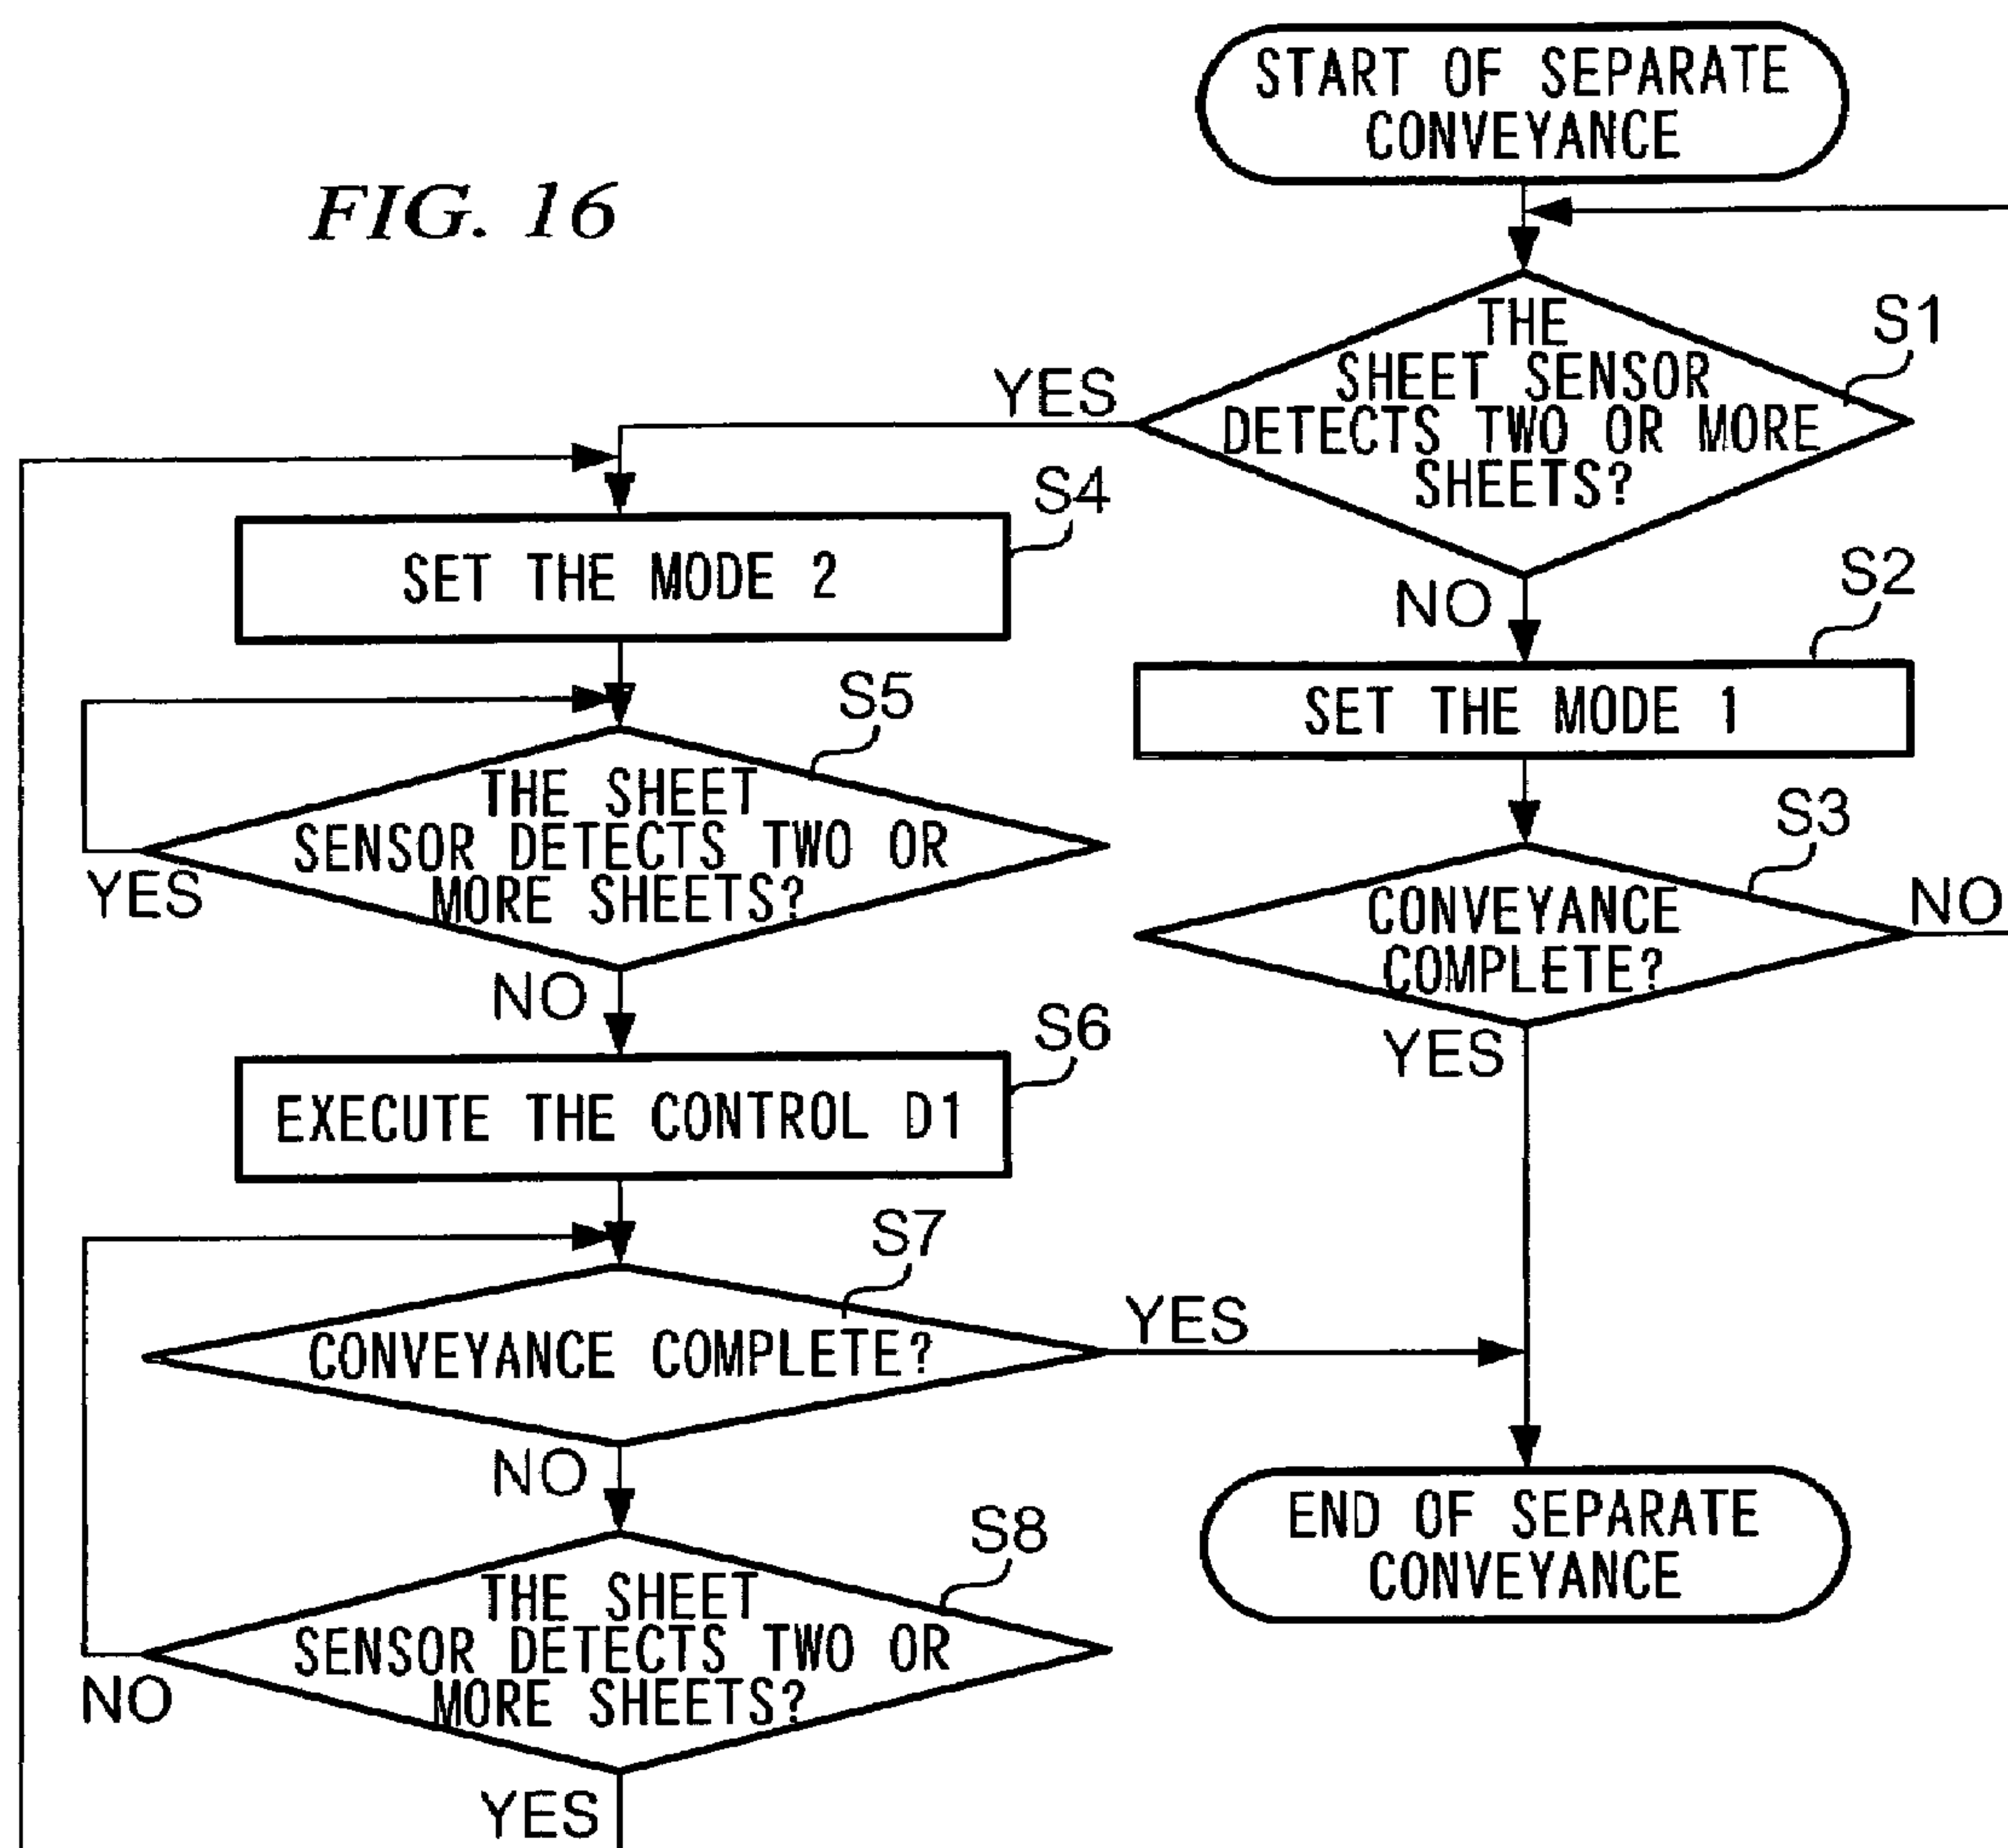 FIG. 16
START OF SEPARATE
CONVEYANCE
THE
SHEET SENSOR
DETECTS TWO OR MORE
SHEETS?
S1
YES
NO
SET THE MODE 1
S2
CONVEYANCE
COMPLETE?
S3
NO
YES
SET THE MODE 2
S4
THE SHEET
SENSOR DETECTS TWO OR
MORE SHEETS?
S5
YES
NO
EXECUTE THE CONTROL D1
S6
CONVEYANCE COMPLETE?
S7
YES
NO
THE SHEET
SENSOR DETECTS TWO OR
MORE SHEETS?
S8
NO
YES
END OF SEPARATE
CONVEYANCE